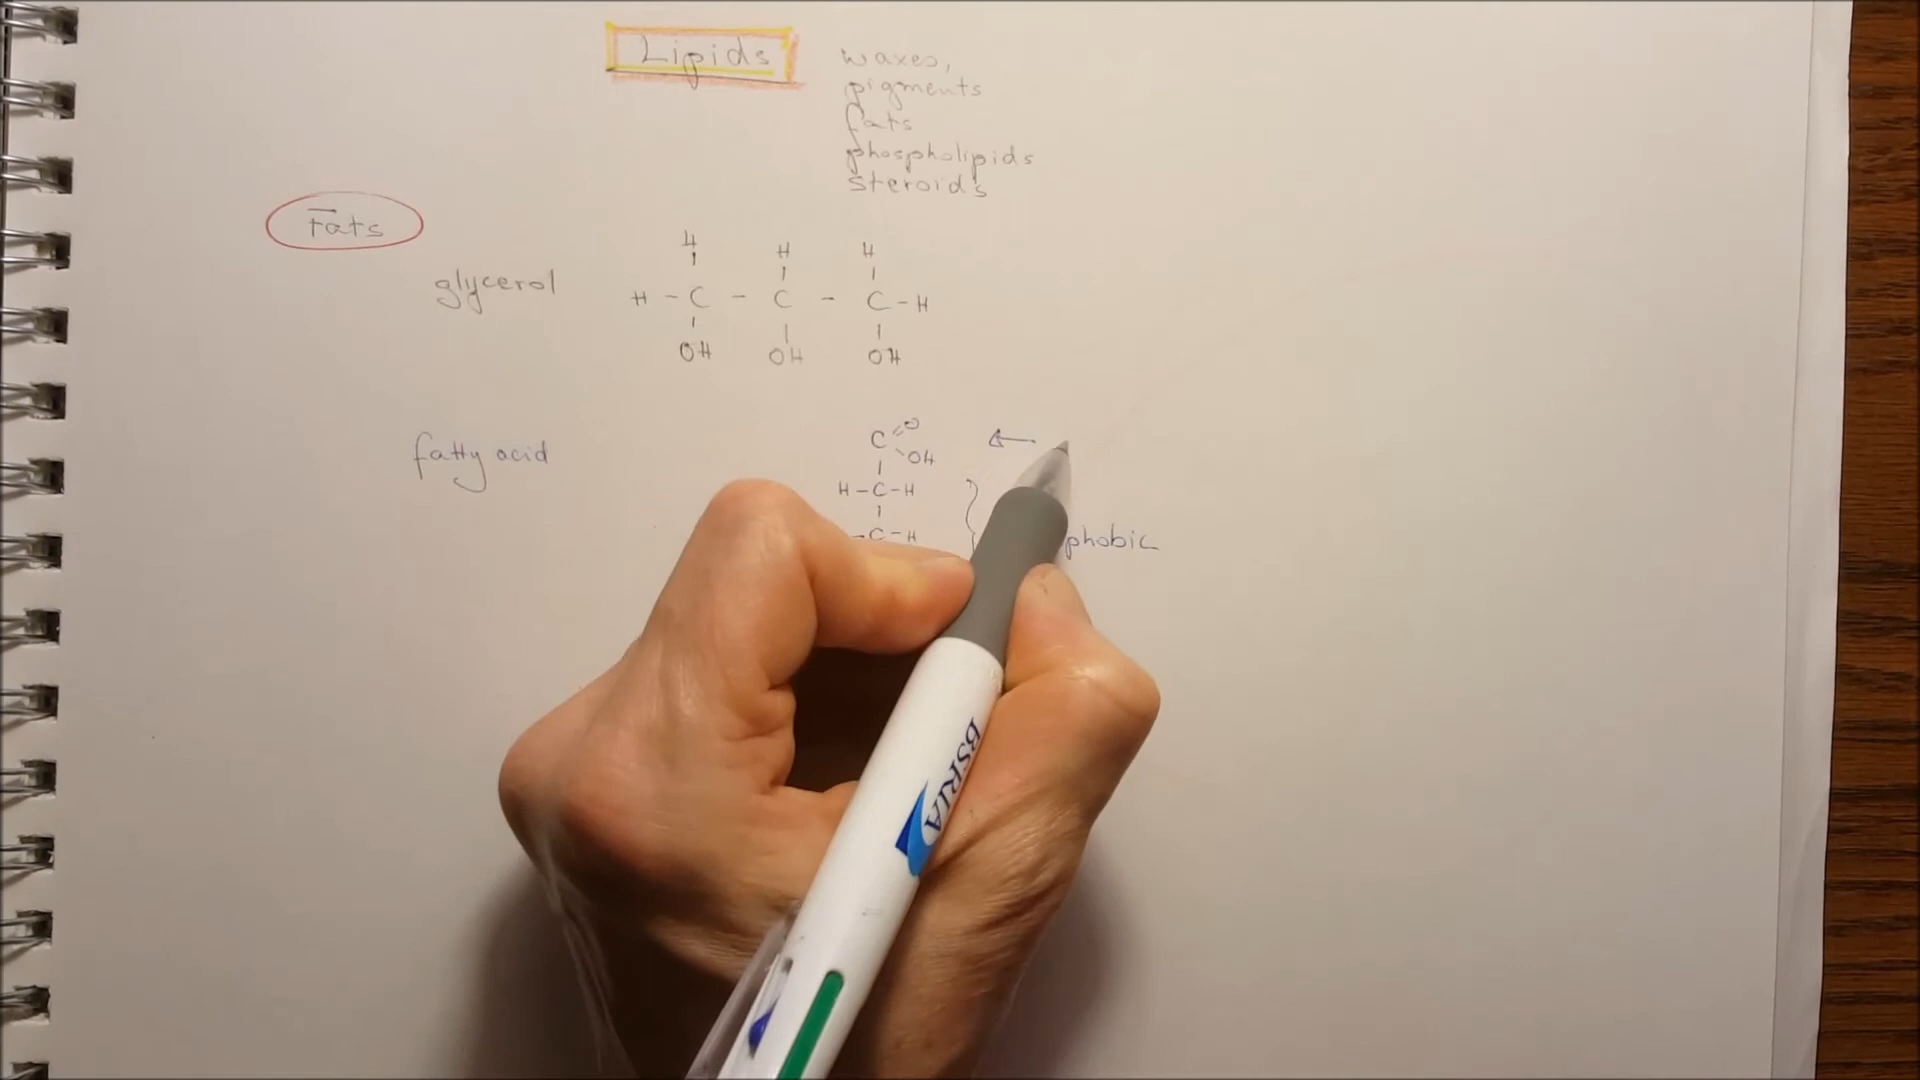 Lipids
waxes,
pigments
fats
phospholipids
steroids
Fats
H H H
glycerol
H - C - C - C - H
OH OH OH
fatty acid
C = O
OH
H - C - H
- C - H
phobic
BSRIA